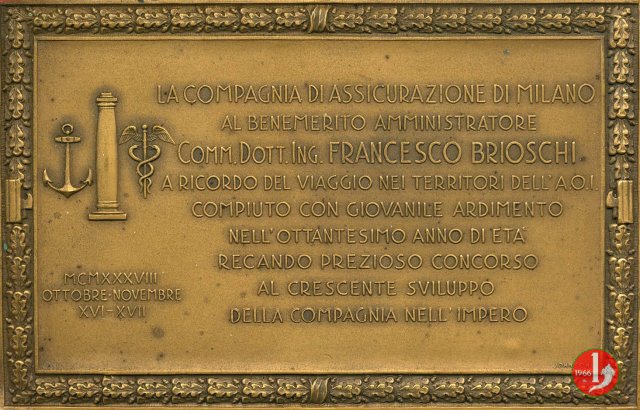 LA COMPAGNIA DI ASSICURAZIONE DI MILANO
AL BENEMERITO AMMINISTRATORE
COMM. DOTT. ING. FRANCESCO BRIOSCHI
A RICORDO DEL VIAGGIO NEI TERRITORI DELL'A.O.I.
COMPIUTO CON GIOVANILE ARDIMENTO
NELL'OTTANTESIMO ANNO DI ETÀ
RECANDO PREZIOSO CONCORSO
AL CRESCENTE SVILUPPO
DELLA COMPAGNIA NELL'IMPERO
MCMXXXVIII
OTTOBRE-NOVEMBRE
XVI-XVII
1966